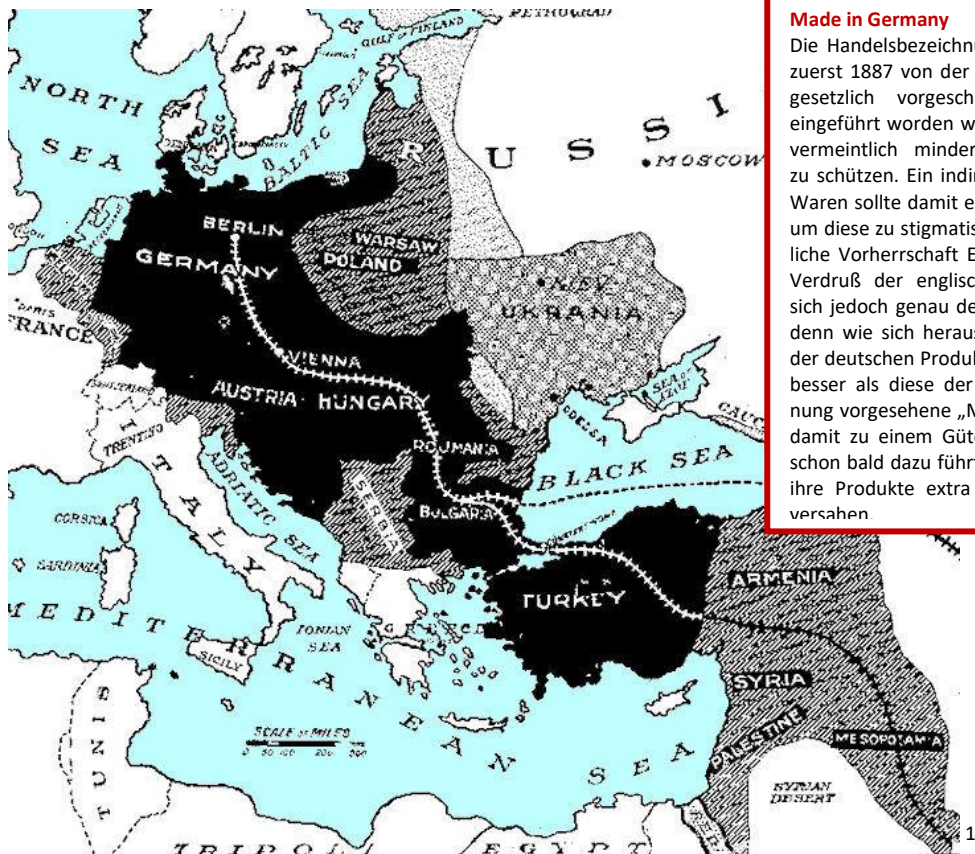 PETROGRAD
GULF OF FINLAND
NORTH
SEA
BALTIC
SEA
R U S S I
MOSCOW
BERLIN
GERMANY
WARSAW
POLAND
KIEV
UKRANIA
PARIS
FRANCE
VIENNA
AUSTRIA HUNGARY
SEA OF
ODESSA
TRENTINO
ROUMANIA
ITALY
ADRIATIC
SEA
SERBIA
BULGARIA
BLACK SEA
CORSICA
SARDINIA
TURKEY
ARMENIA
MEDITERRANEAN SEA
IONIAN
SEA
SICILY
SYRIA
PALESTINE
MESOPOTAMIA
SCALE OF MILES
0 50 100 200 300
TUNIS
SYRIAN
DESERT
TRIPOLI
EGYPT
Made in Germany
Die Handelsbezeichnu
zuerst 1887 von der
gesetzlich vorgesch
eingeführt worden w
vermeintlich minder
zu schützen. Ein indir
Waren sollte damit e
um diese zu stigmatis
liche Vorherrschaft E
Verdruß der englisc
sich jedoch genau de
denn wie sich heraus
der deutschen Produk
besser als diese der
nung vorgesehene „M
damit zu einem Güte
schon bald dazu führt
ihre Produkte extra
versahen.
1